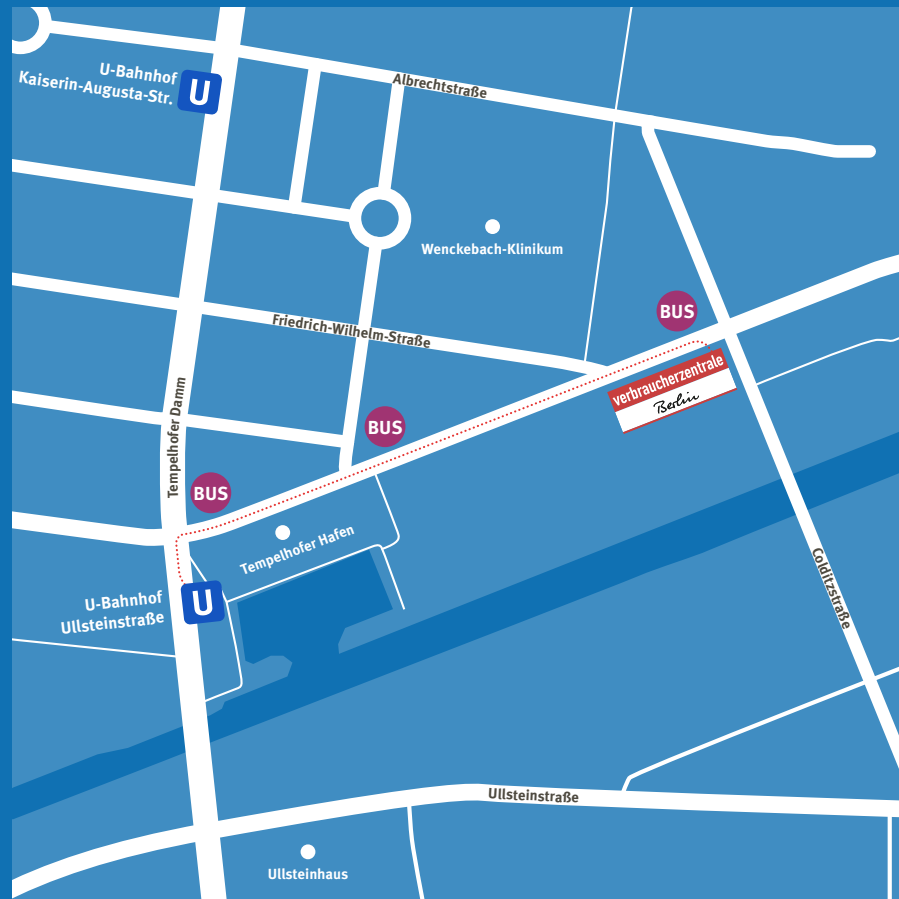 U-Bahnhof
Kaiserin-Augusta-Str.
U
Albrechtstraße
Wenckebach-Klinikum
Friedrich-Wilhelm-Straße
BUS
verbraucherzentrale
Berlin
Tempelhofer Damm
BUS
BUS
Tempelhofer Hafen
U-Bahnhof
Ullsteinstraße
U
Colditzstraße
Ullsteinstraße
Ullsteinhaus